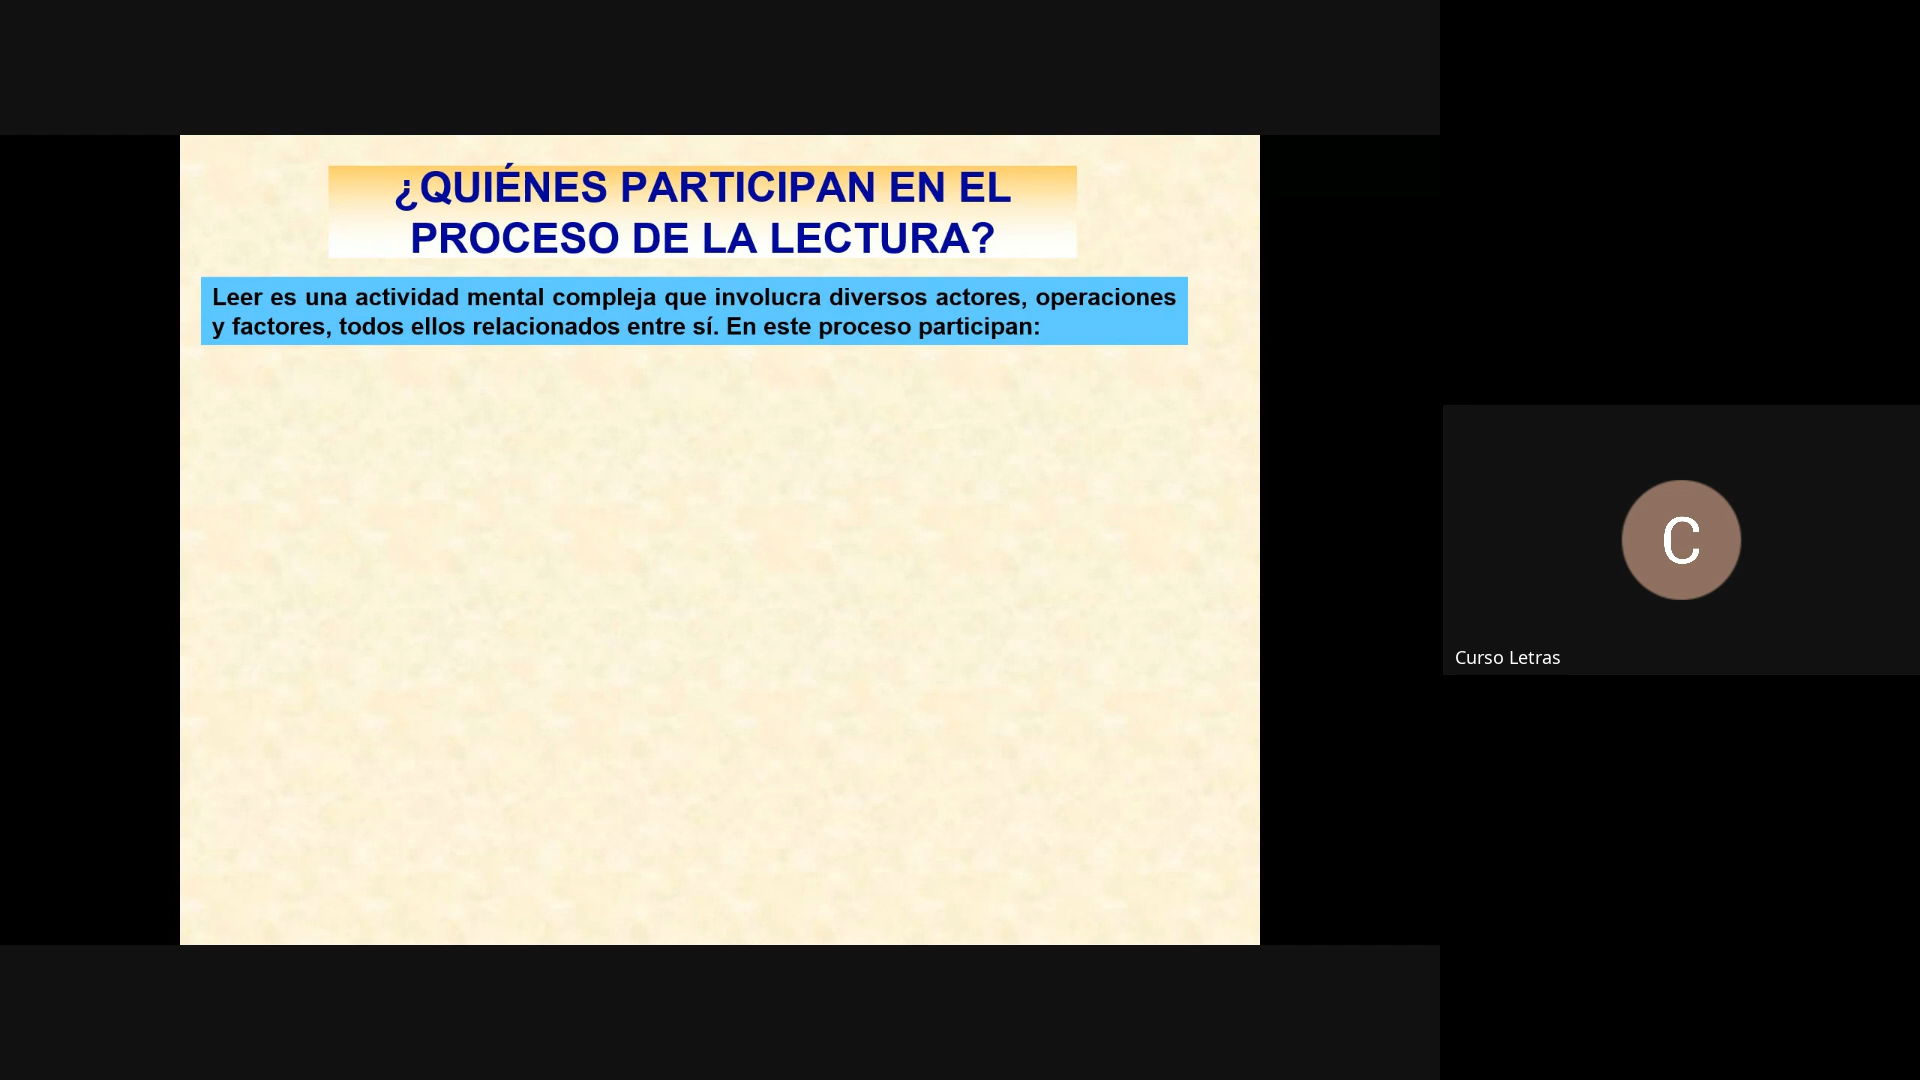 ¿QUIÉNES PARTICIPAN EN EL
PROCESO DE LA LECTURA?
Leer es una actividad mental compleja que involucra diversos actores, operaciones
y factores, todos ellos relacionados entre sí. En este proceso participan:
C
Curso Letras